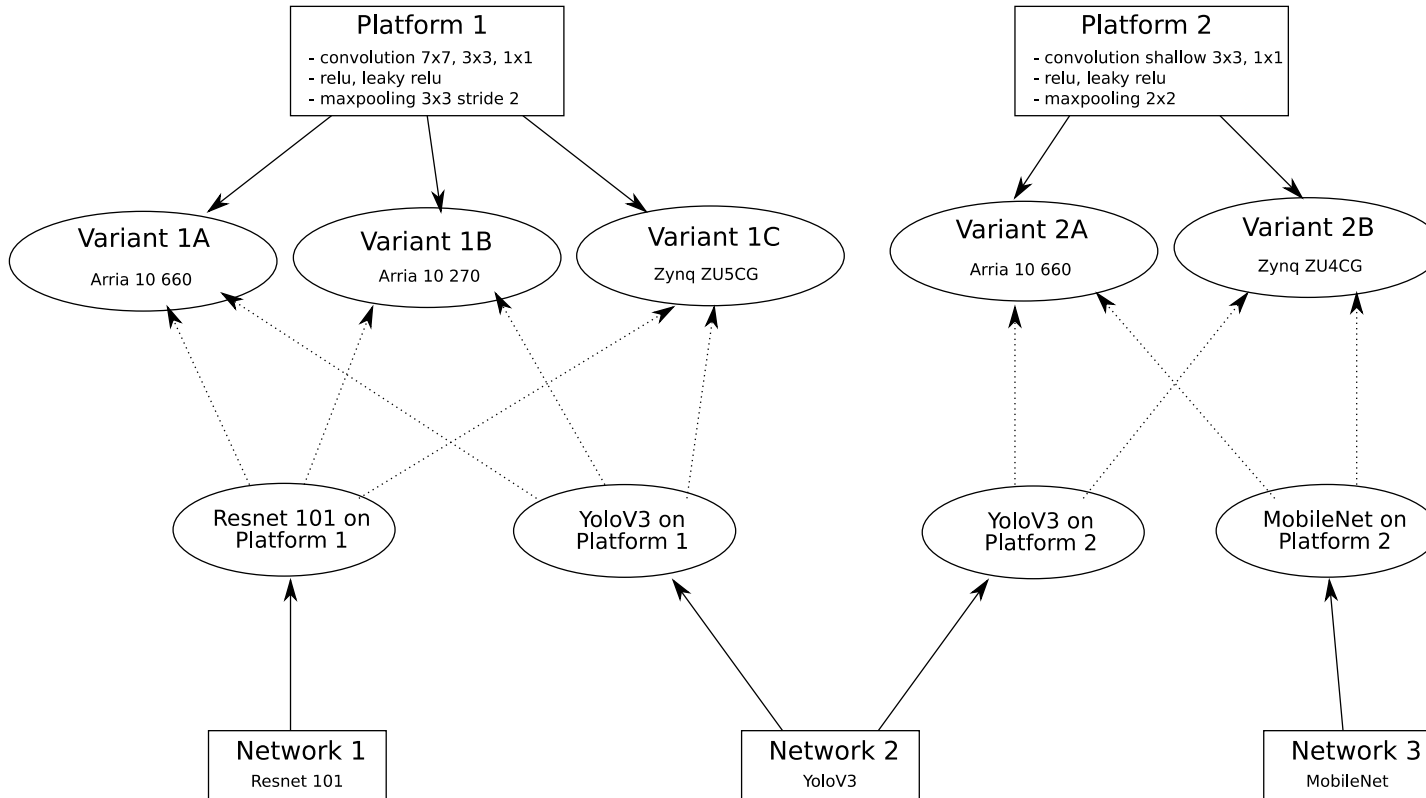 Platform 1
- convolution 7x7, 3x3, 1x1
- relu, leaky relu
- maxpooling 3x3 stride 2
Platform 2
- convolution shallow 3x3, 1x1
- relu, leaky relu
- maxpooling 2x2
Variant 1A
Arria 10 660
Variant 1B
Arria 10 270
Variant 1C
Zynq ZU5CG
Variant 2A
Arria 10 660
Variant 2B
Zynq ZU4CG
Resnet 101 on
Platform 1
YoloV3 on
Platform 1
YoloV3 on
Platform 2
MobileNet on
Platform 2
Network 1
Resnet 101
Network 2
YoloV3
Network 3
MobileNet